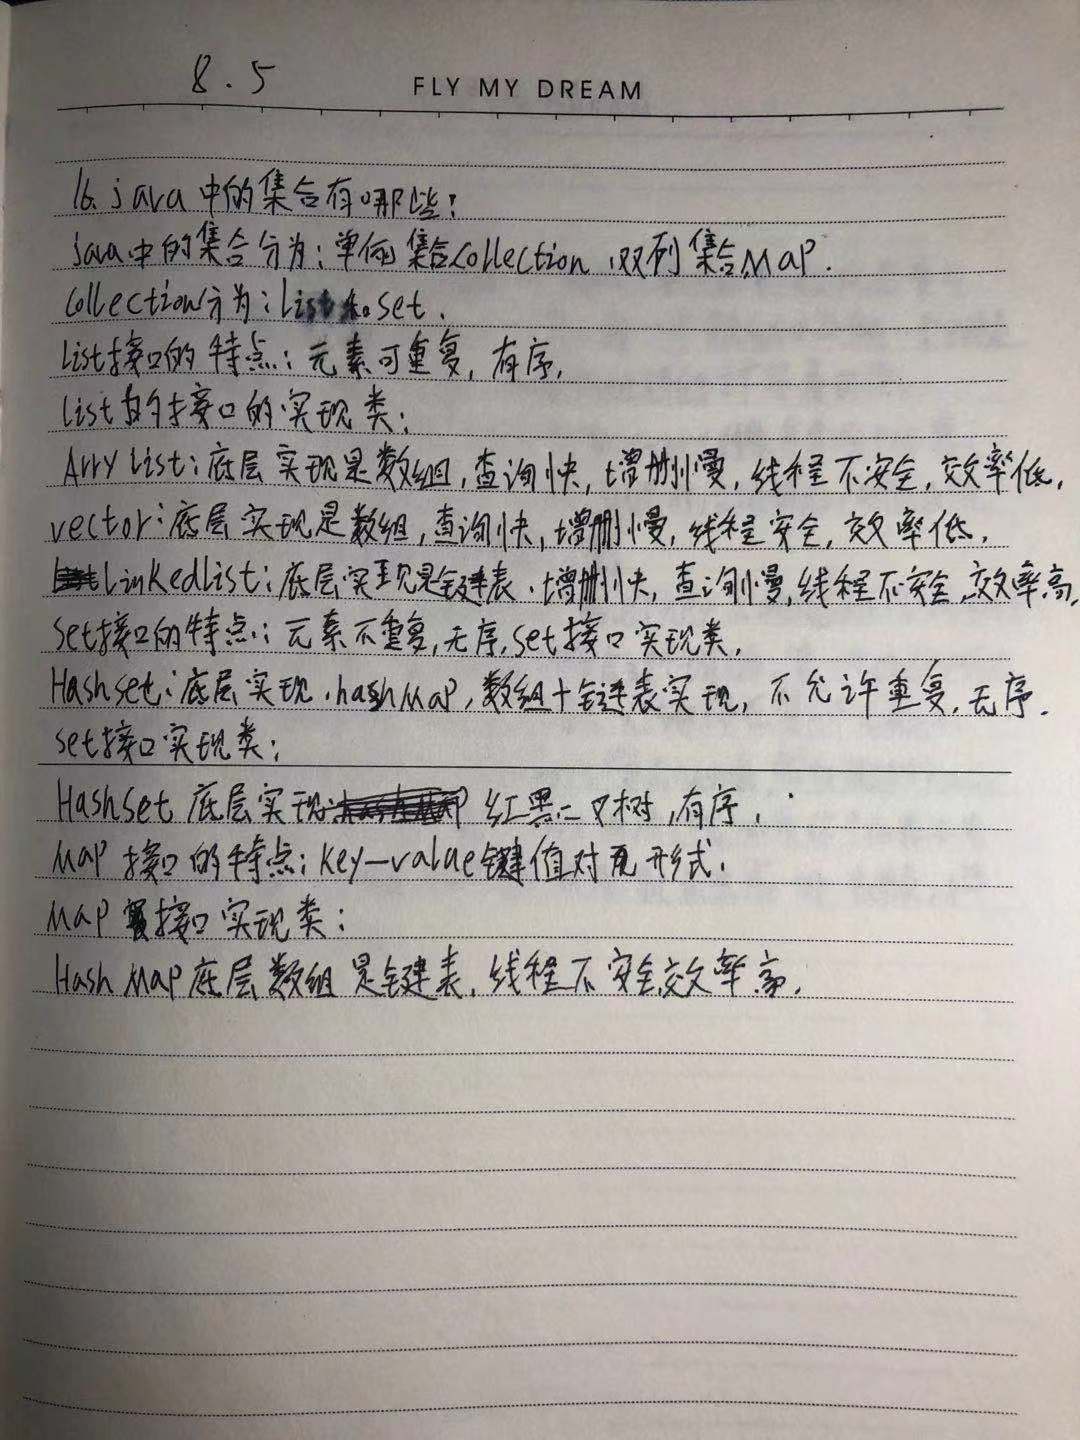 8.5
FLY MY DREAM
16. java中的集合有哪些:
java中的集合分为:单例集合Collection,双列集合MAP.
Collection分为:list和set.
List接口的特点:元素可重复,有序,
list的接口的实现类:
Arry list:底层实现是数组,查询快,增删慢,线程不安全,效率低,
vector:底层实现是数组,查询快,增删慢,线程安全,效率低,
Linkedlist:底层实现是链表,增删快,查询慢,线程不安全,效率高,
set接口的特点:元素不重复,无序,set接口实现类,
Hashset:底层实现,hashMap,数组+链表实现,不允许重复,无序.
set接口实现类:
HashSet 底层实现 红黑二叉树,有序,
MAP 接口的特点:key—value键值对形式.
MAP 接口实现类:
Hash MAP底层数组是链表,线程不安全,效率高,